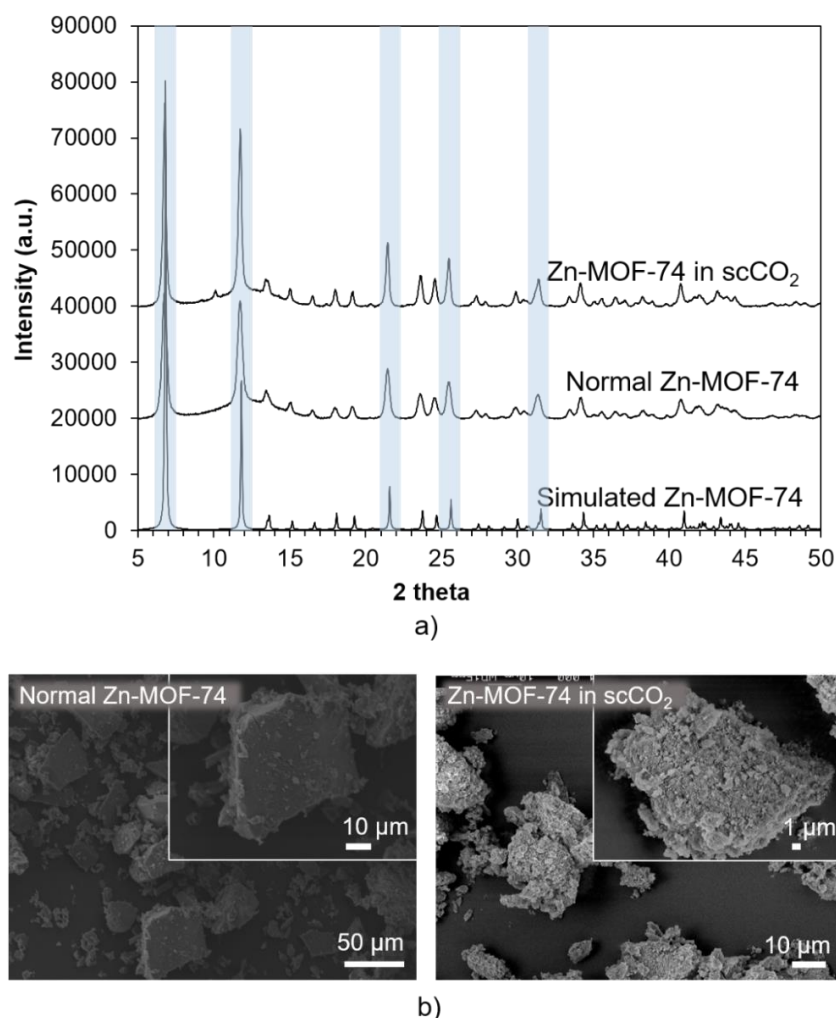 90000
80000
70000
60000
50000
40000
30000
20000
10000
0
Intensity (a.u.)
Zn-MOF-74 in scCO₂
Normal Zn-MOF-74
Simulated Zn-MOF-74
5 10 15 20 25 30 35 40 45 50
2 theta
a)
Normal Zn-MOF-74
10 µm
50 µm
Zn-MOF-74 in scCO₂
1 µm
10 µm
b)